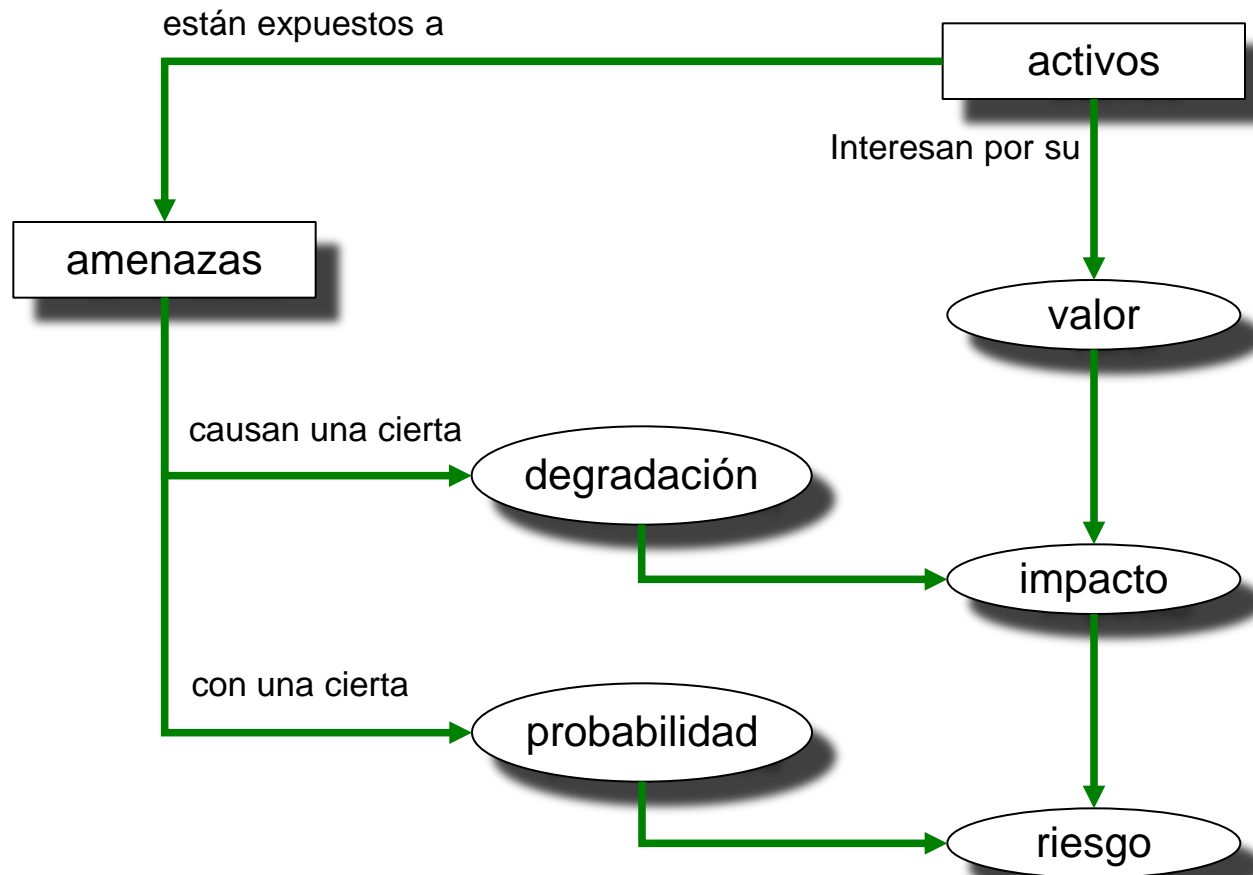 están expuestos a
activos
Interesan por su
amenazas
valor
causan una cierta
degradación
impacto
con una cierta
probabilidad
riesgo